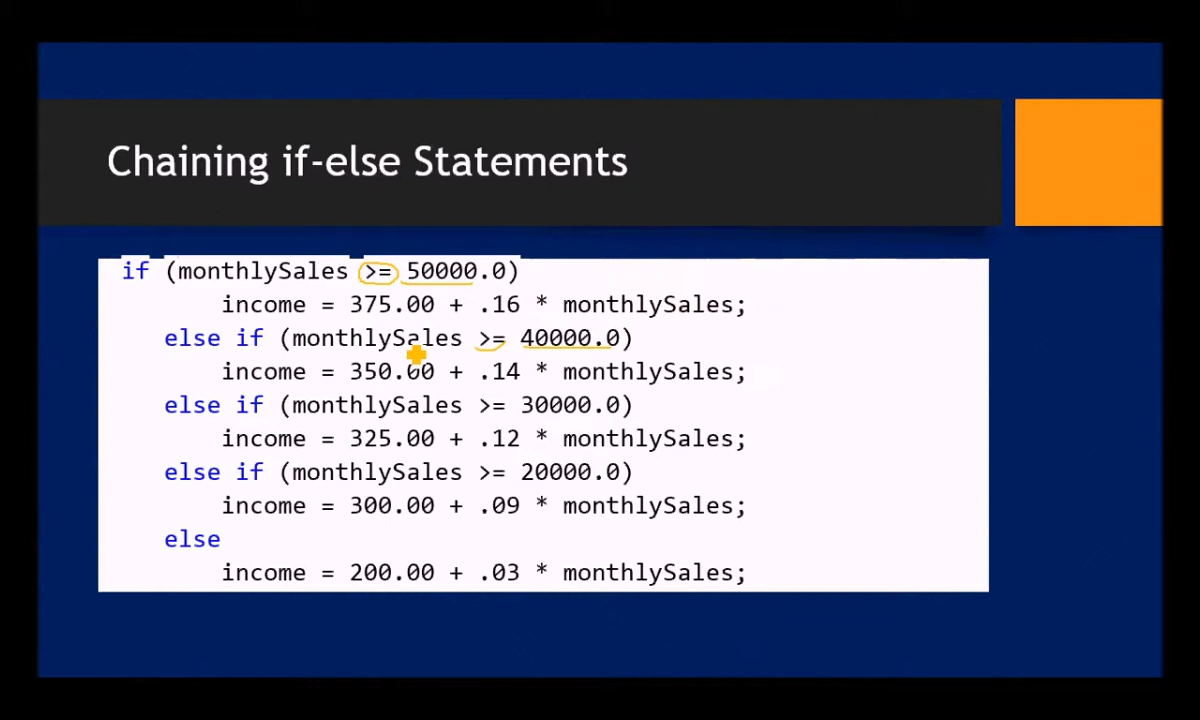 Chaining if-else Statements
if (monthlySales >= 50000.0)
income = 375.00 + .16 * monthlySales;
else if (monthlySales >= 40000.0)
income = 350.00 + .14 * monthlySales;
else if (monthlySales >= 30000.0)
income = 325.00 + .12 * monthlySales;
else if (monthlySales >= 20000.0)
income = 300.00 + .09 * monthlySales;
else
income = 200.00 + .03 * monthlySales;